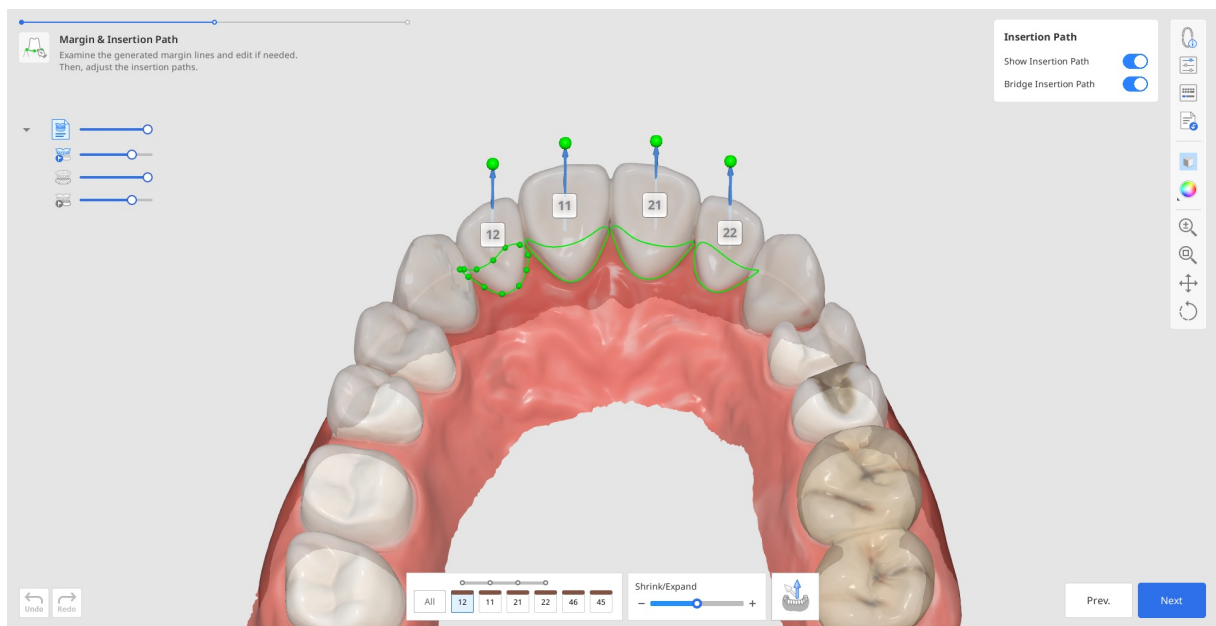 Margin & Insertion Path
Examine the generated margin lines and edit if needed.
Then, adjust the insertion paths.
Insertion Path
Show Insertion Path
Bridge Insertion Path
11
21
12
22
Shrink/Expand
All
12
11
21
22
46
45
− +
Undo
Redo
Prev.
Next